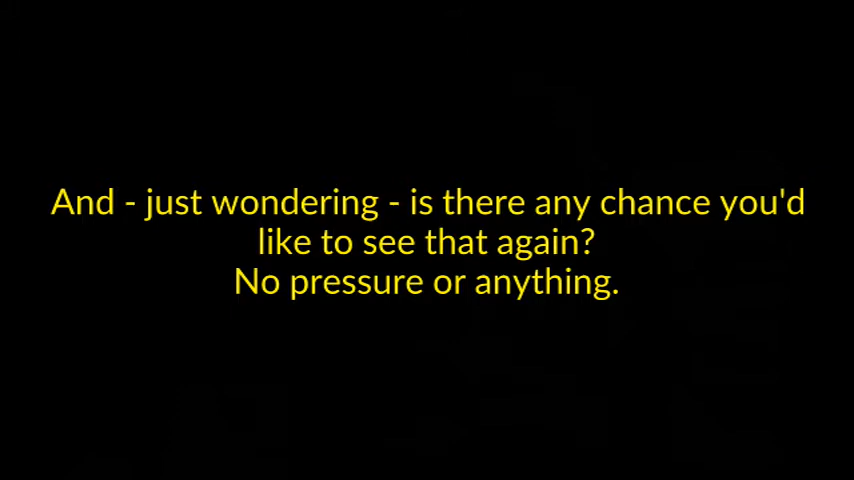 And - just wondering - is there any chance you'd
like to see that again?
No pressure or anything.